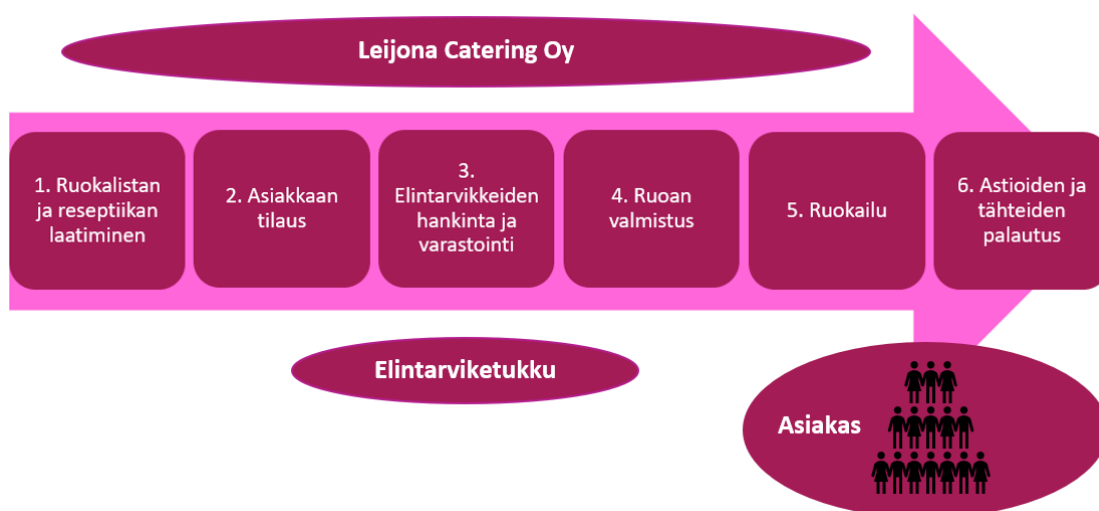 Leijona Catering Oy
1. Ruokalistan
ja reseptiikan
laatiminen
2. Asiakkaan
tilaus
3.
Elintarvikkeiden
hankinta ja
varastointi
4. Ruoan
valmistus
5. Ruokailu
6. Astioiden ja
tähteiden
palautus
Elintarviketukku
Asiakas